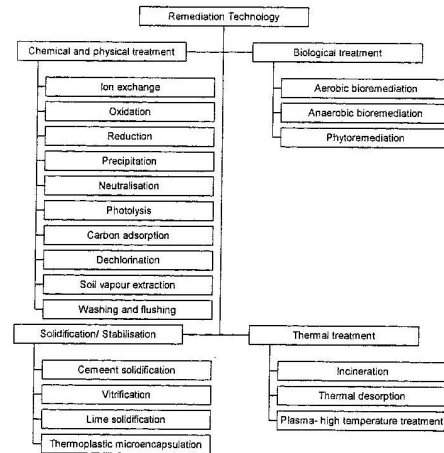 Remediation Technology
Chemical and physical treatment
Ion exchange
Oxidation
Reduction
Precipitation
Neutralisation
Photolysis
Carbon adsorption
Dechlorination
Soil vapour extraction
Washing and flushing
Biological treatment
Aerobic bioremediation
Anaerobic bioremediation
Phytoremediation
Solidification/ Stabilisation
Cemeent solidification
Vitrification
Lime solidification
Thermoplastic microencapsulation
Thermal treatment
Incineration
Thermal desorption
Plasma- high temperature treatment